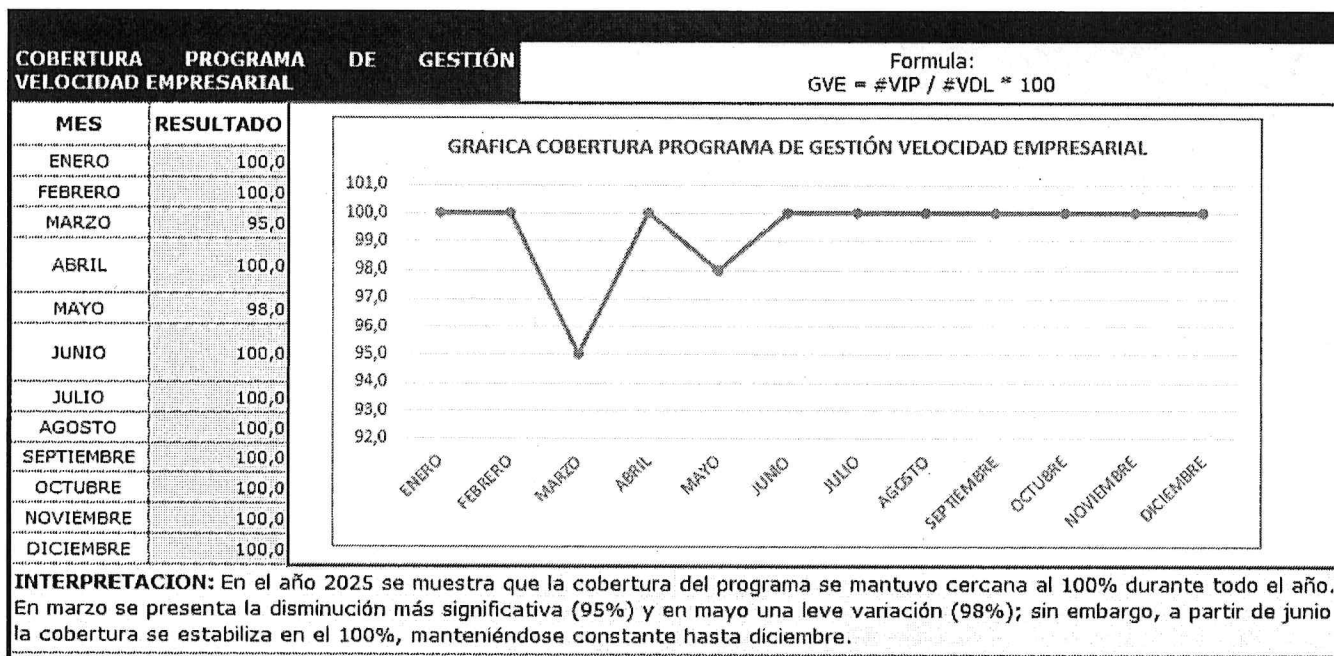 COBERTURA PROGRAMA DE GESTIÓN
VELOCIDAD EMPRESARIAL
Formula:
GVE = #VIP / #VDL * 100
MES RESULTADO
ENERO 100,0
FEBRERO 100,0
MARZO 95,0
ABRIL 100,0
MAYO 98,0
JUNIO 100,0
JULIO 100,0
AGOSTO 100,0
SEPTIEMBRE 100,0
OCTUBRE 100,0
NOVIEMBRE 100,0
DICIEMBRE 100,0
GRAFICA COBERTURA PROGRAMA DE GESTIÓN VELOCIDAD EMPRESARIAL
101,0
100,0
99,0
98,0
97,0
96,0
95,0
94,0
93,0
92,0
ENERO FEBRERO MARZO ABRIL MAYO JUNIO JULIO AGOSTO SEPTIEMBRE OCTUBRE NOVIEMBRE DICIEMBRE
INTERPRETACION: En el año 2025 se muestra que la cobertura del programa se mantuvo cercana al 100% durante todo el año.
En marzo se presenta la disminución más significativa (95%) y en mayo una leve variación (98%); sin embargo, a partir de junio
la cobertura se estabiliza en el 100%, manteniéndose constante hasta diciembre.